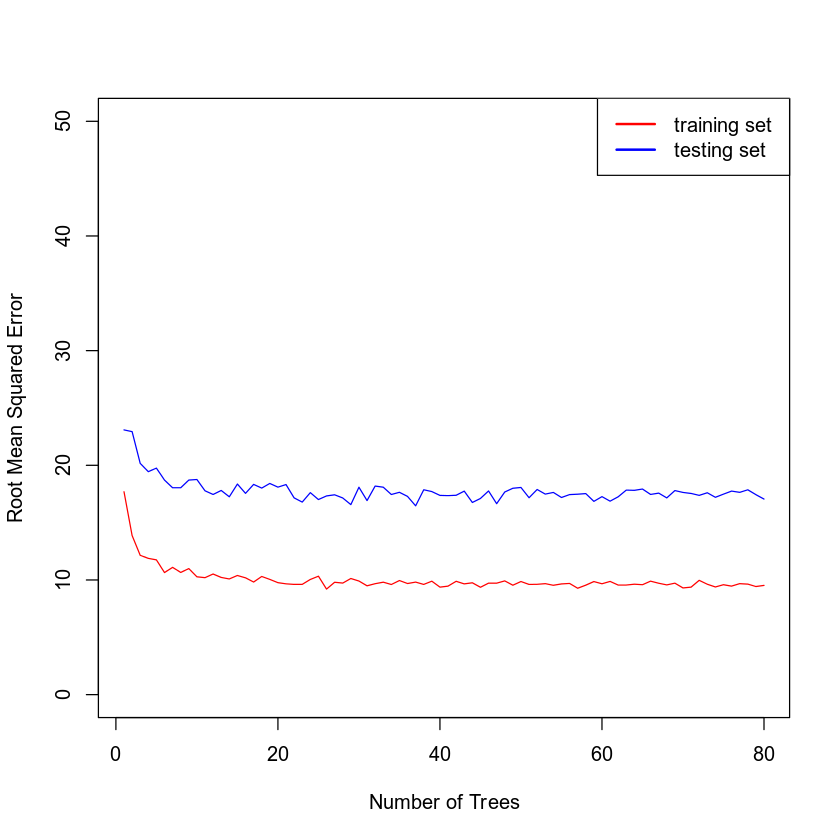 training set
testing set
Root Mean Squared Error
50
40
30
20
10
0
0 20 40 60 80
Number of Trees